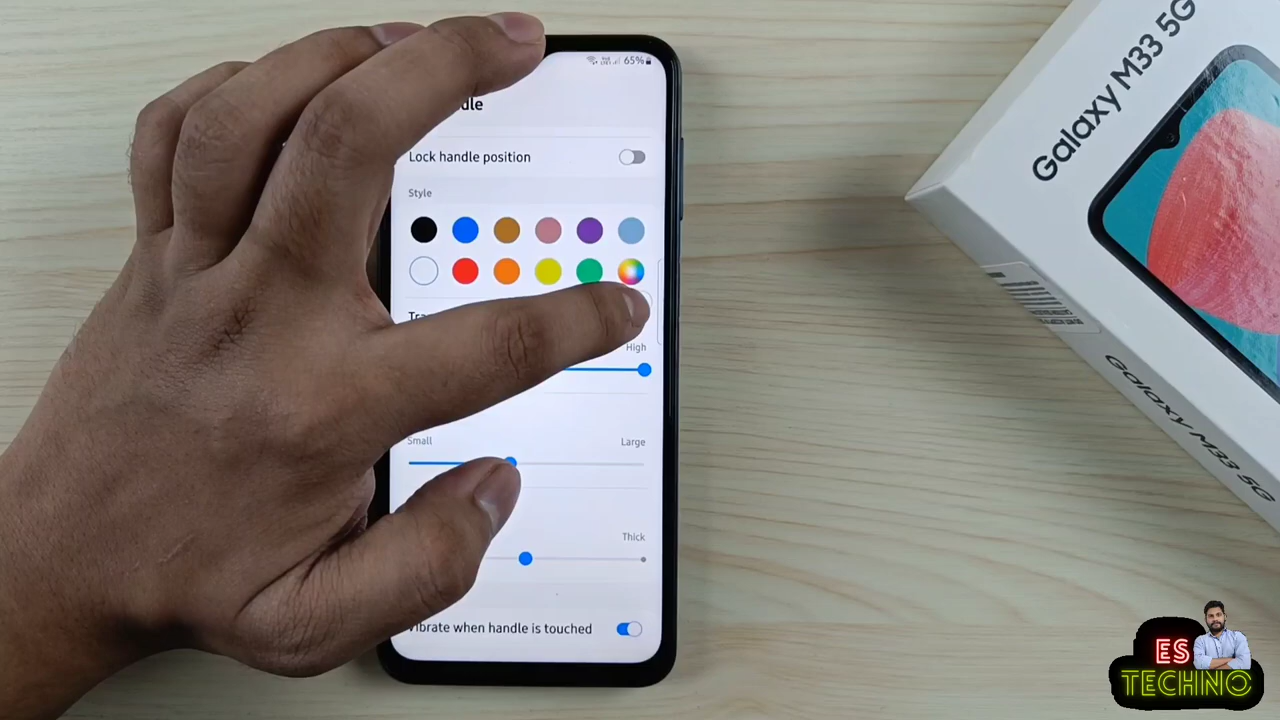 65%
dle
Lock handle position
Style
High
Small
Large
Thick
Vibrate when handle is touched
Galaxy M33 5G
Galaxy M33 5G
ES
TECHNO